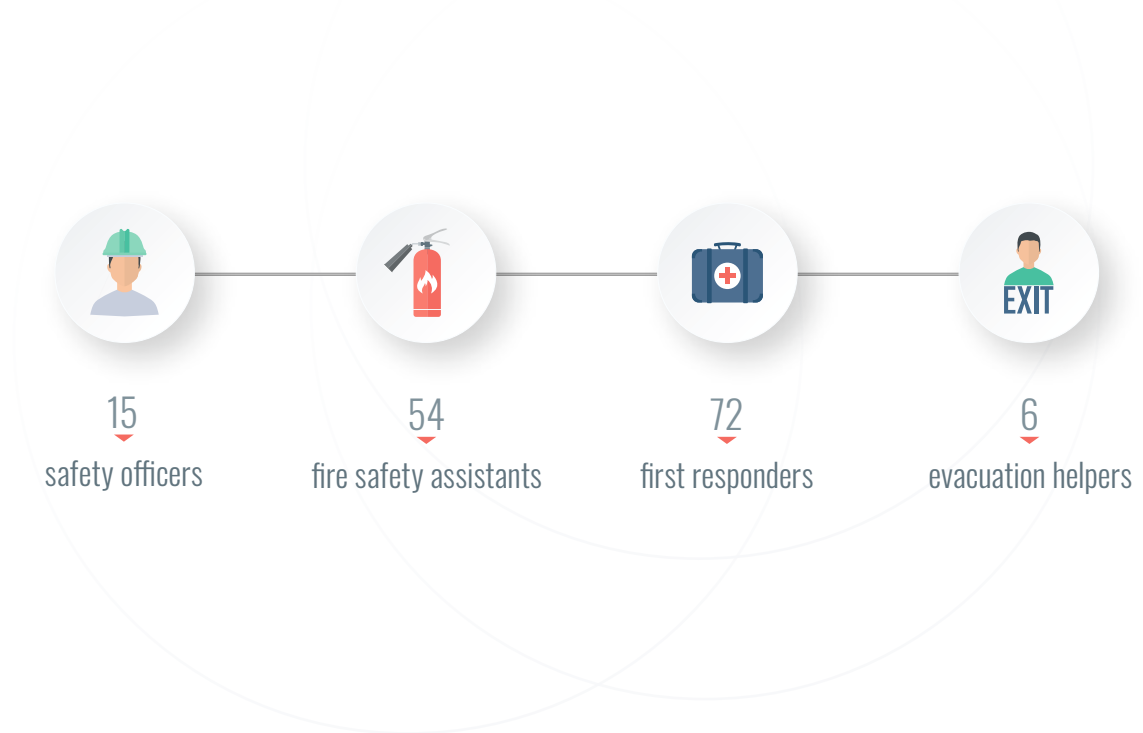 EXIT
15
safety officers
54
fire safety assistants
72
first responders
6
evacuation helpers